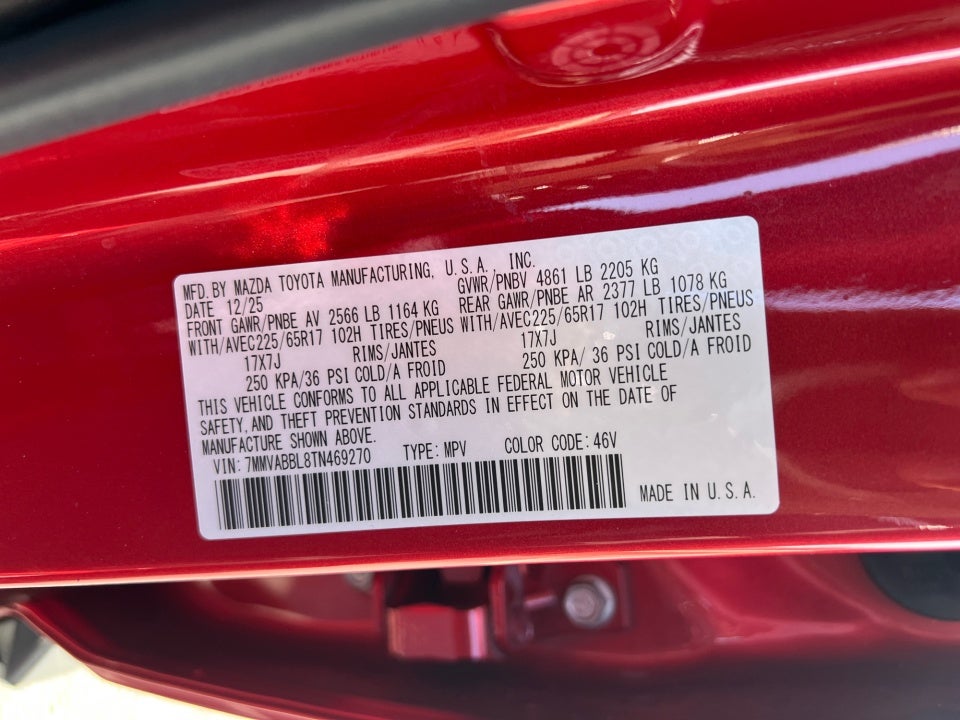 MFD. BY MAZDA TOYOTA MANUFACTURING, U.S.A., INC.
DATE 12/25 GVWR/PNBV 4861 LB 2205 KG
FRONT GAWR/PNBE AV 2566 LB 1164 KG REAR GAWR/PNBE AR 2377 LB 1078 KG
WITH/AVEC225/65R17 102H TIRES/PNEUS WITH/AVEC225/65R17 102H TIRES/PNEUS
17X7J RIMS/JANTES 17X7J RIMS/JANTES
250 KPA/36 PSI COLD/A FROID 250 KPA/ 36 PSI COLD/A FROID
THIS VEHICLE CONFORMS TO ALL APPLICABLE FEDERAL MOTOR VEHICLE
SAFETY, AND THEFT PREVENTION STANDARDS IN EFFECT ON THE DATE OF
MANUFACTURE SHOWN ABOVE.
VIN: 7MMVABBL8TN469270 TYPE: MPV COLOR CODE: 46V
MADE IN U.S.A.